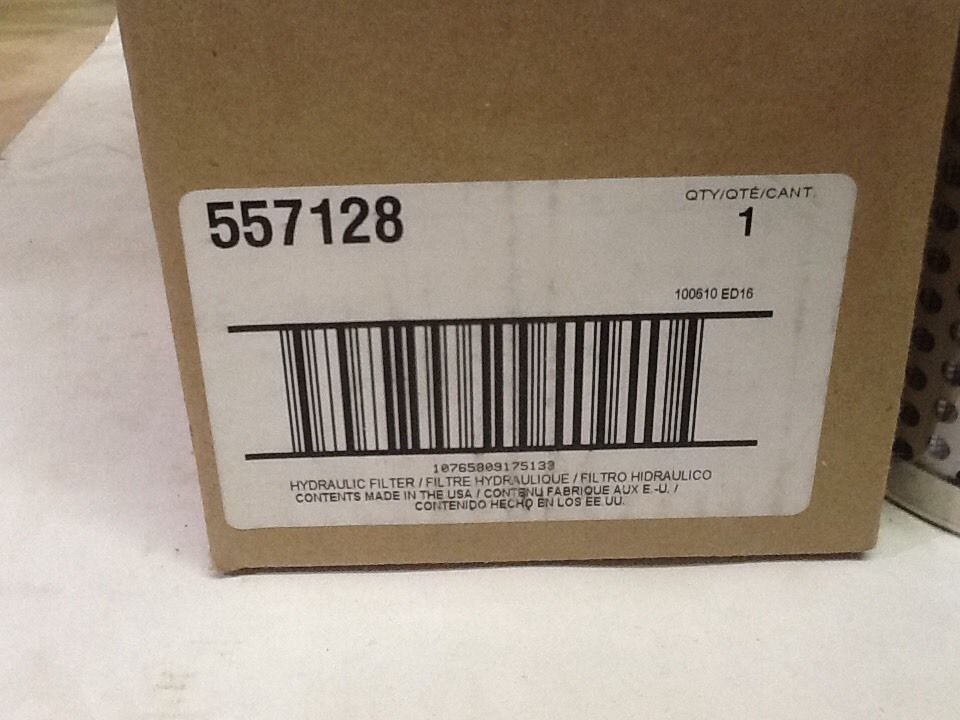 557128
QTY/QTÉ/CANT.
1
100610 ED16
10765809175133
HYDRAULIC FILTER / FILTRE HYDRAULIQUE / FILTRO HIDRAULICO
CONTENTS MADE IN THE USA / CONTENU FABRIQUE AUX E.-U. /
CONTENIDO HECHO EN LOS EE.UU.